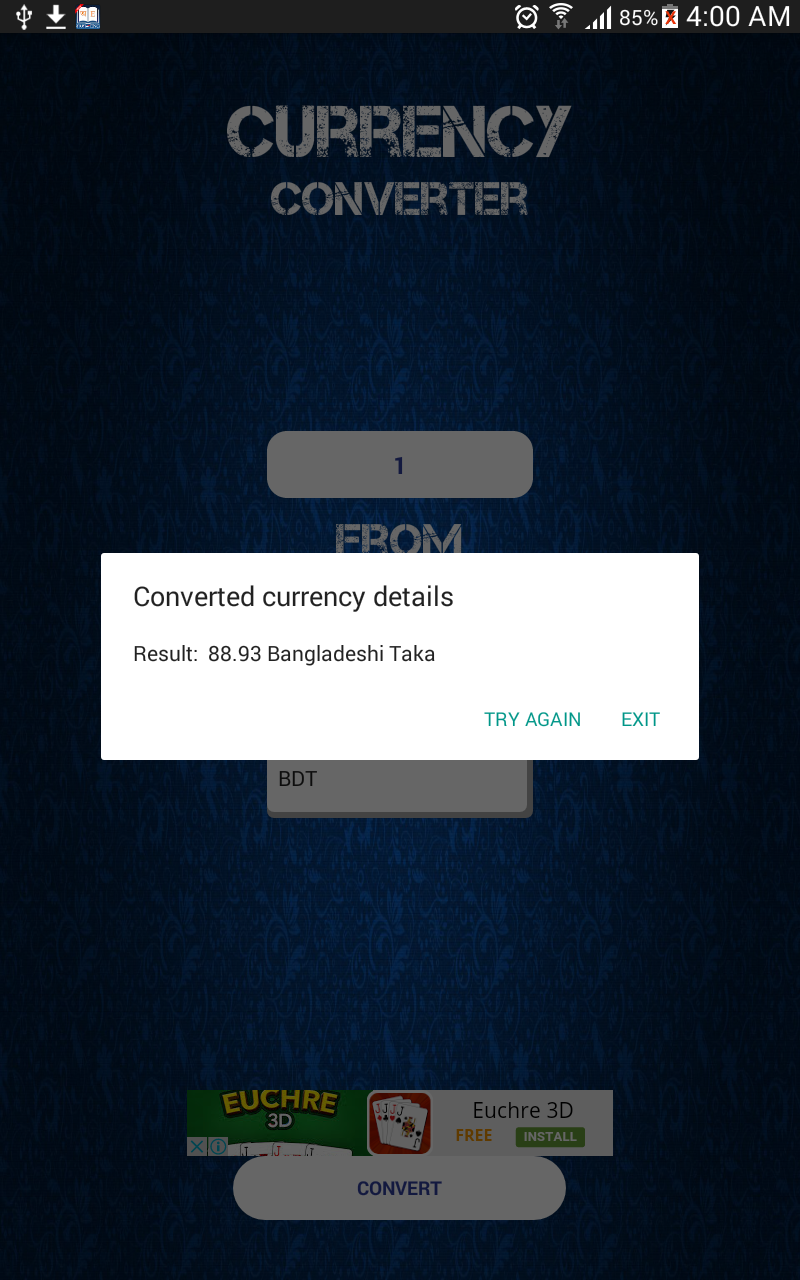 85% 4:00 AM
CURRENCY
CONVERTER
1
FROM
Converted currency details
Result: 88.93 Bangladeshi Taka
TRY AGAIN EXIT
BDT
EUCHRE
3D
Euchre 3D
FREE INSTALL
CONVERT